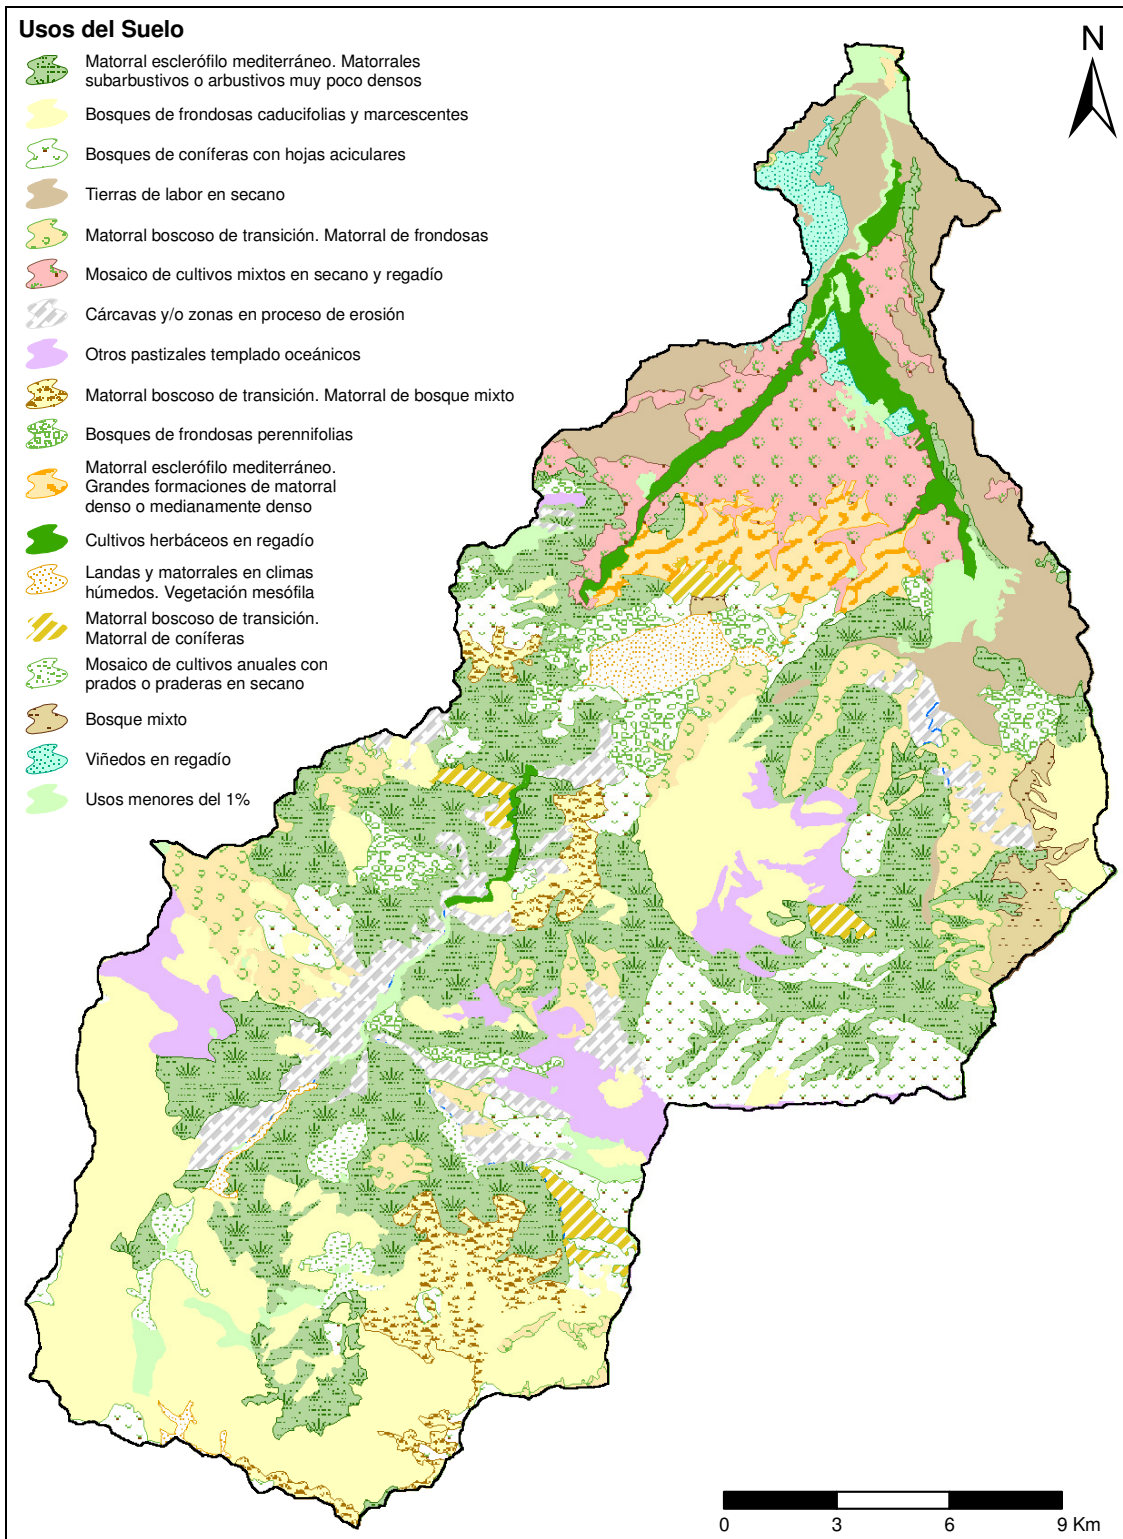 Usos del Suelo
Matorral esclerófilo mediterráneo. Matorrales
subarbustivos o arbustivos muy poco densos
Bosques de frondosas caducifolias y marcescentes
Bosques de coníferas con hojas aciculares
Tierras de labor en secano
Matorral boscoso de transición. Matorral de frondosas
Mosaico de cultivos mixtos en secano y regadío
Cárcavas y/o zonas en proceso de erosión
Otros pastizales templado oceánicos
Matorral boscoso de transición. Matorral de bosque mixto
Bosques de frondosas perennifolias
Matorral esclerófilo mediterráneo.
Grandes formaciones de matorral
denso o medianamente denso
Cultivos herbáceos en regadío
Landas y matorrales en climas
húmedos. Vegetación mesófila
Matorral boscoso de transición.
Matorral de coníferas
Mosaico de cultivos anuales con
prados o praderas en secano
Bosque mixto
Viñedos en regadío
Usos menores del 1%
N
0 3 6 9 Km